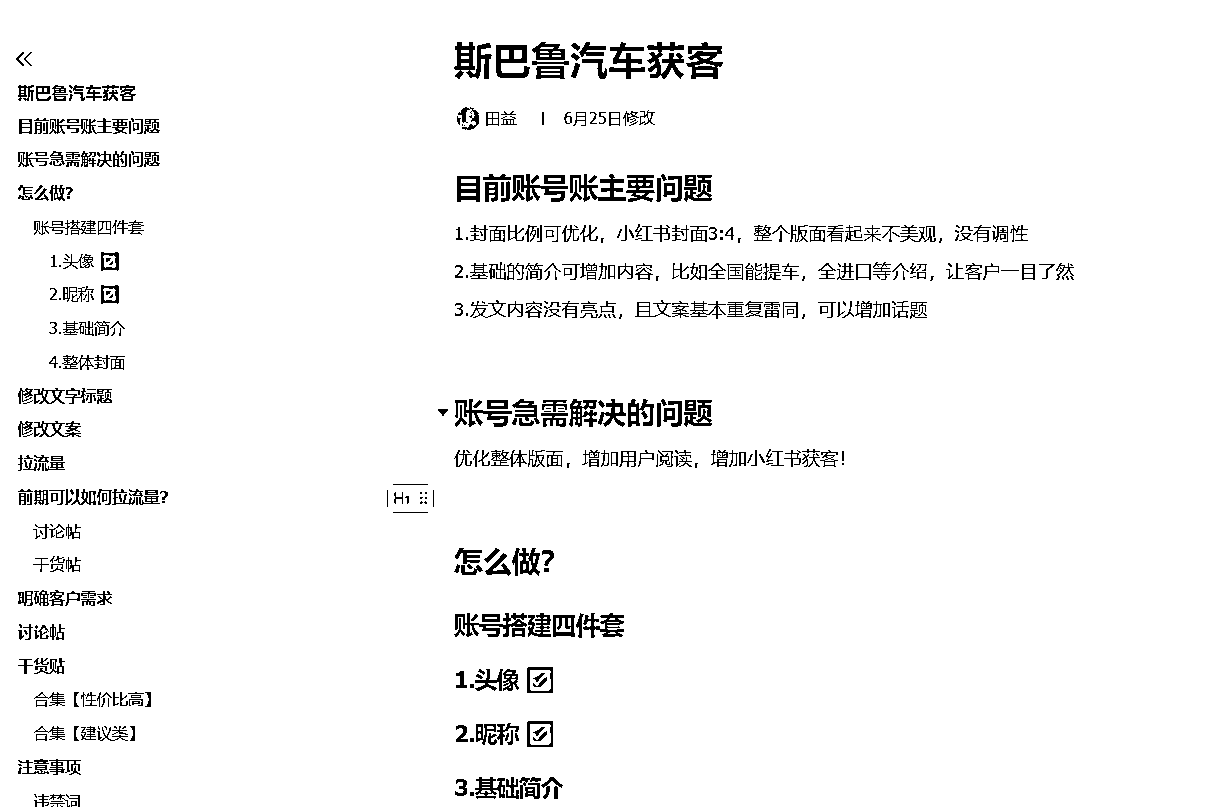 斯巴鲁汽车获客
目前账号账主要问题
账号急需解决的问题
怎么做?
账号搭建四件套
1.头像
2.昵称
3.基础简介
4.整体封面
修改文字标题
修改文案
拉流量
前期可以如何拉流量?
讨论帖
干货帖
明确客户需求
讨论帖
干货贴
合集【性价比高】
合集【建议类】
注意事项
违禁词
斯巴鲁汽车获客
田益 | 6月25日修改
目前账号账主要问题
1.封面比例可优化，小红书封面3:4，整个版面看起来不美观，没有调性
2.基础的简介可增加内容，比如全国能提车，全进口等介绍，让客户一目了然
3.发文内容没有亮点，且文案基本重复雷同，可以增加话题
账号急需解决的问题
优化整体版面，增加用户阅读，增加小红书获客！
H1
怎么做?
账号搭建四件套
1.头像
2.昵称
3.基础简介